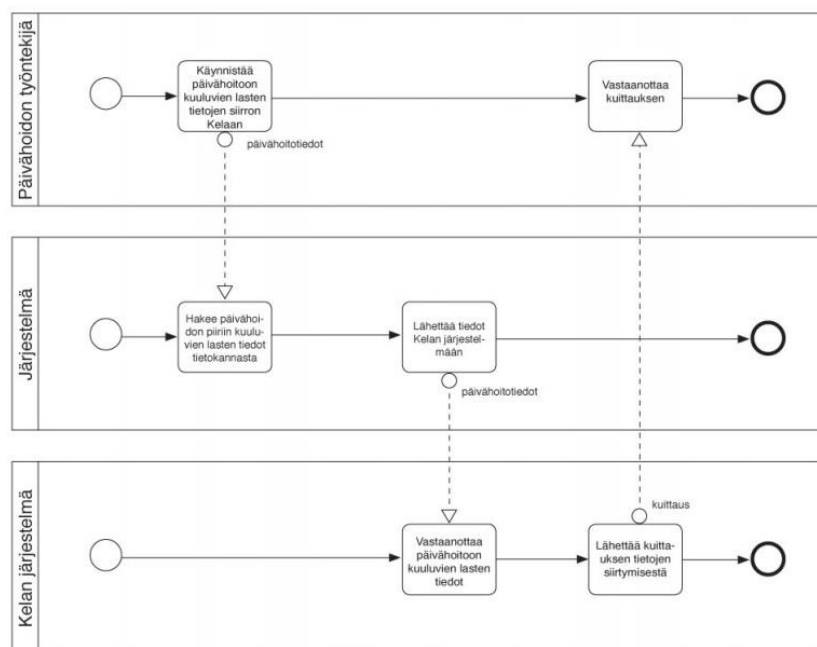 Päivähoidon työntekijä
Käynnistää
päivähoitoon
kuuluvien lasten
tietojen siirron
Kelaan
päivähoitotiedot
Vastaanottaa
kuittauksen
Järjestelmä
Hakee päivähoi-
don piiriin kuulu-
vien lasten tiedot
tietokannasta
Lähettää tiedot
Kelan järjestel-
mään
päivähoitotiedot
Kelan järjestelmä
Vastaanottaa
päivähoitoon
kuuluvien lasten
tiedot
kuittaus
Lähettää kuitta-
uksen tietojen
siirtymisestä